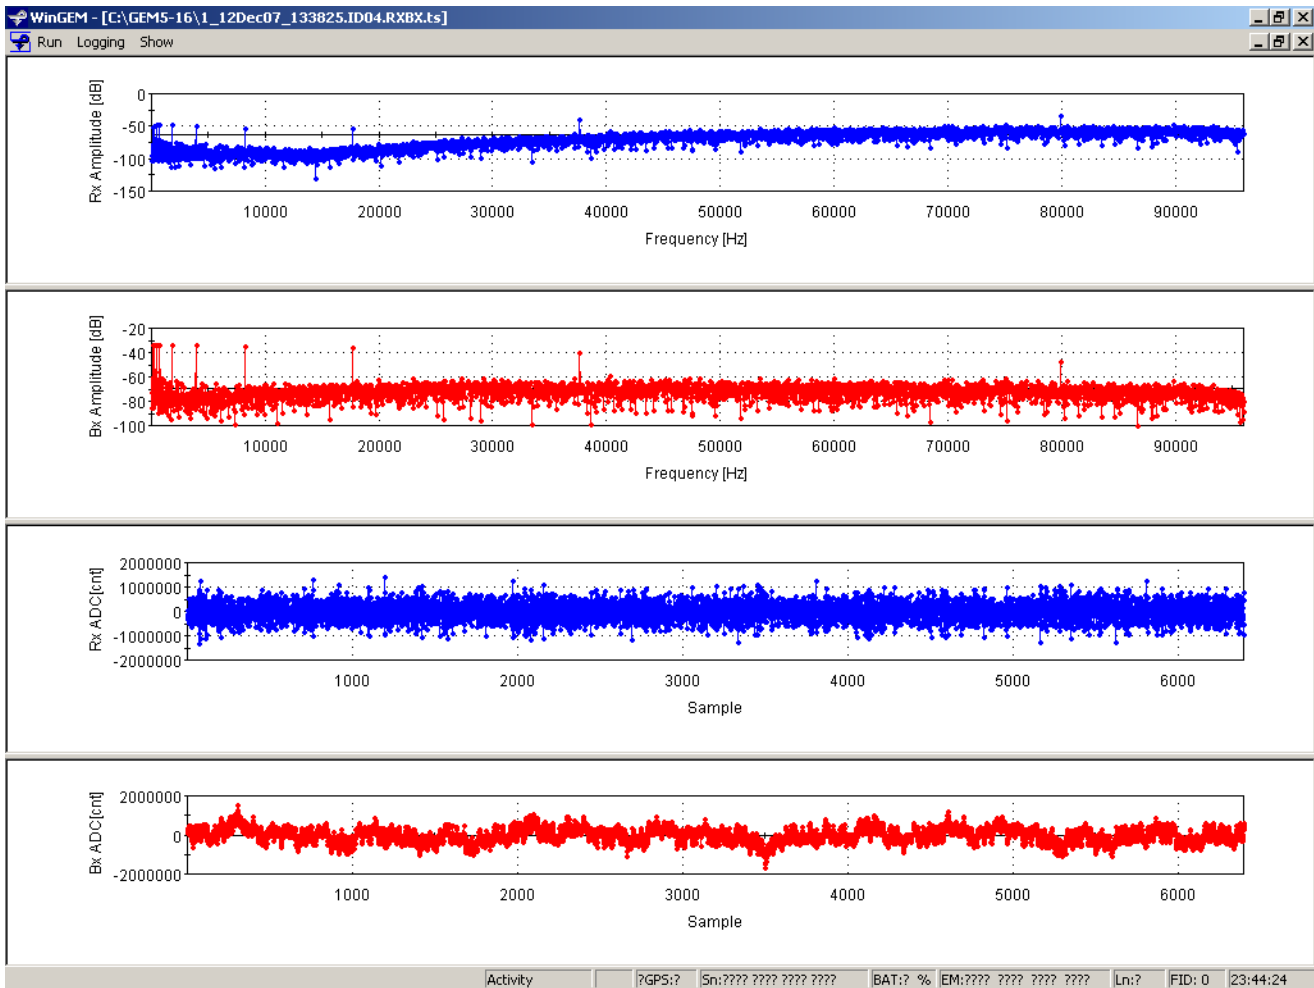 WinGEM - [C:\GEM5-16\1_12Dec07_133825.ID04.RXBX.ts]
Run Logging Show
Rx Amplitude [dB]
0
-50
-100
-150
10000 20000 30000 40000 50000 60000 70000 80000 90000
Frequency [Hz]
Bx Amplitude [dB]
-20
-40
-60
-80
-100
10000 20000 30000 40000 50000 60000 70000 80000 90000
Frequency [Hz]
Rx ADC[cnt]
2000000
1000000
0
-1000000
-2000000
1000 2000 3000 4000 5000 6000
Sample
Bx ADC[cnt]
2000000
0
-2000000
1000 2000 3000 4000 5000 6000
Sample
Activity ?GPS:? Sn:???? ???? ???? ???? BAT:? % EM:???? ???? ???? ???? Ln:? FID: 0 23:44:24